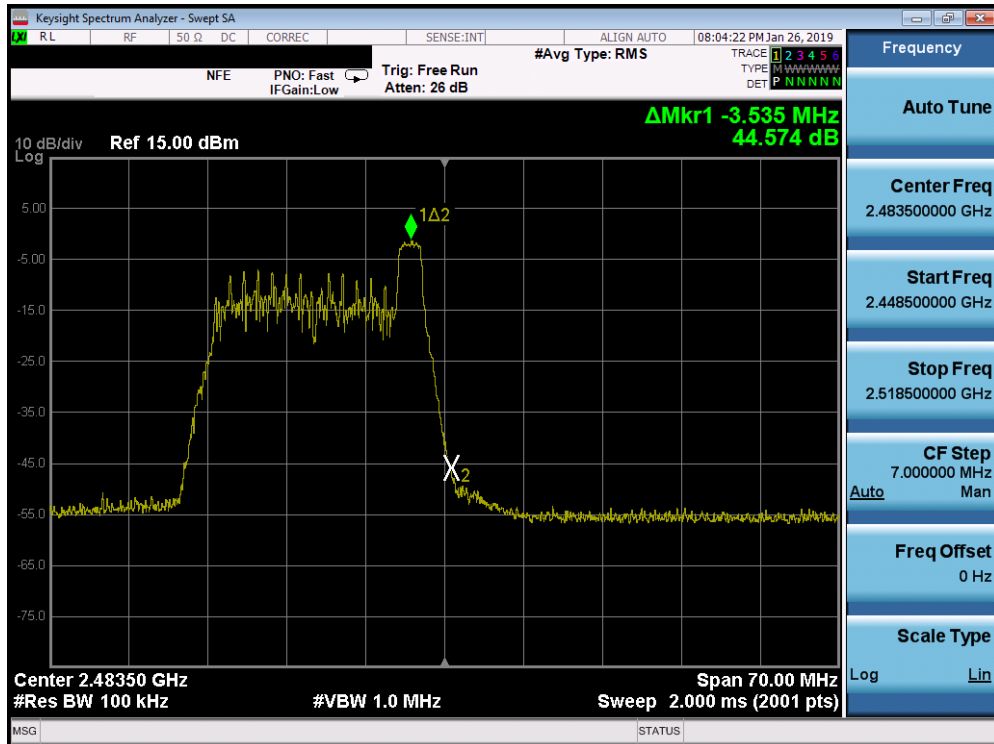 Keysight Spectrum Analyzer - Swept SA
LXI RL RF 50 Ω DC CORREC SENSE:INT ALIGN AUTO 08:04:22 PM Jan 26, 2019
NFE PNO: Fast Trig: Free Run #Avg Type: RMS TRACE 1 2 3 4 5 6
IFGain:Low Atten: 26 dB TYPE M W W W W W
DET P N N N N N
ΔMkr1 -3.535 MHz
44.574 dB
10 dB/div Ref 15.00 dBm
Log
1Δ2
5.00
-5.00
-15.0
-25.0
-35.0
-45.0
2
-55.0
-65.0
-75.0
Center 2.48350 GHz Span 70.00 MHz
#Res BW 100 kHz #VBW 1.0 MHz Sweep 2.000 ms (2001 pts)
MSG STATUS
Frequency
Auto Tune
Center Freq
2.483500000 GHz
Start Freq
2.448500000 GHz
Stop Freq
2.518500000 GHz
CF Step
7.000000 MHz
Auto Man
Freq Offset
0 Hz
Scale Type
Log Lin